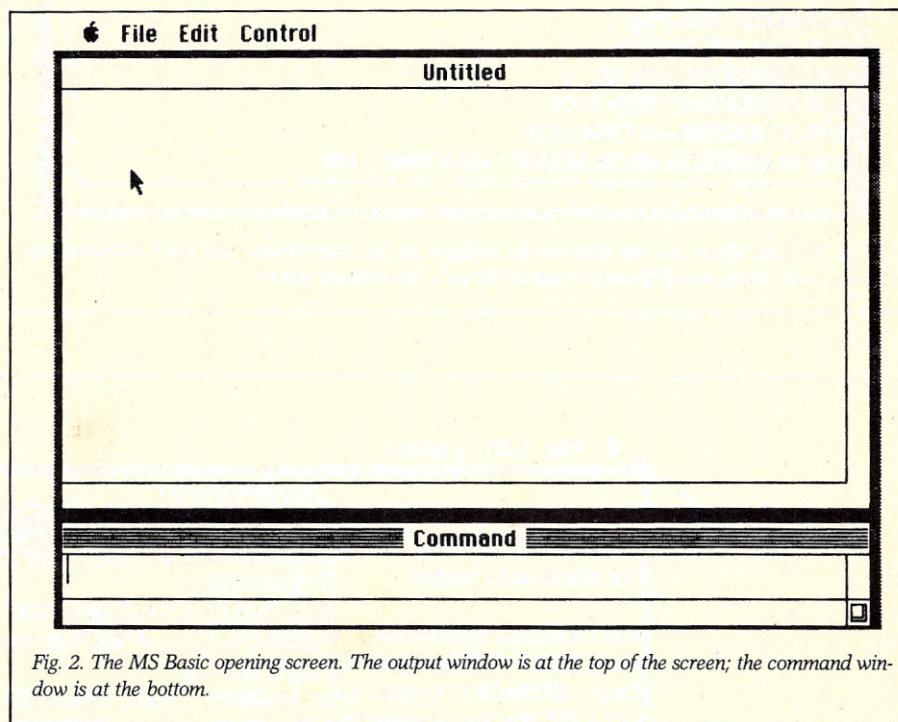 File Edit Control
Untitled
Command
Fig. 2. The MS Basic opening screen. The output window is at the top of the screen; the command win-
dow is at the bottom.